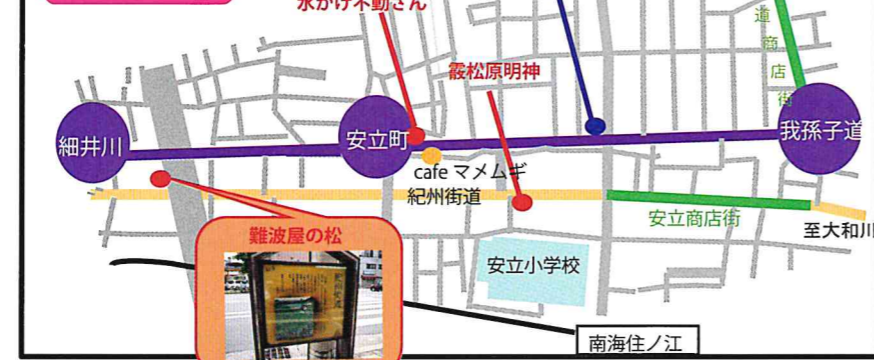 水かけ不動さん
道
商
店
街
霰松原明神
細井川
安立町
我孫子道
cafe マメムギ
紀州街道
安立商店街
至大和川
難波屋の松
安立小学校
南海住ノ江